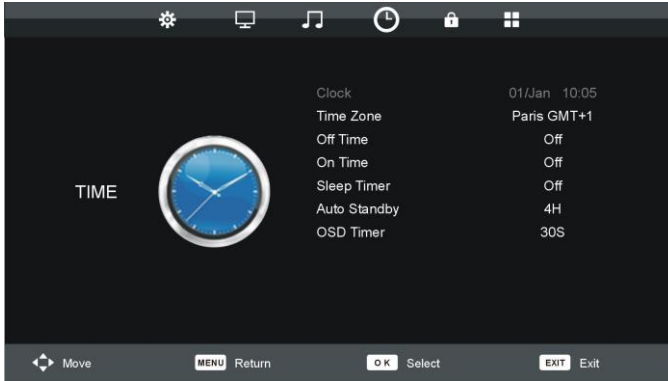 Clock 01/Jan 10:05
Time Zone Paris GMT+1
Off Time Off
On Time Off
TIME
Sleep Timer Off
Auto Standby 4H
OSD Timer 30S
Move MENU Return OK Select EXIT Exit